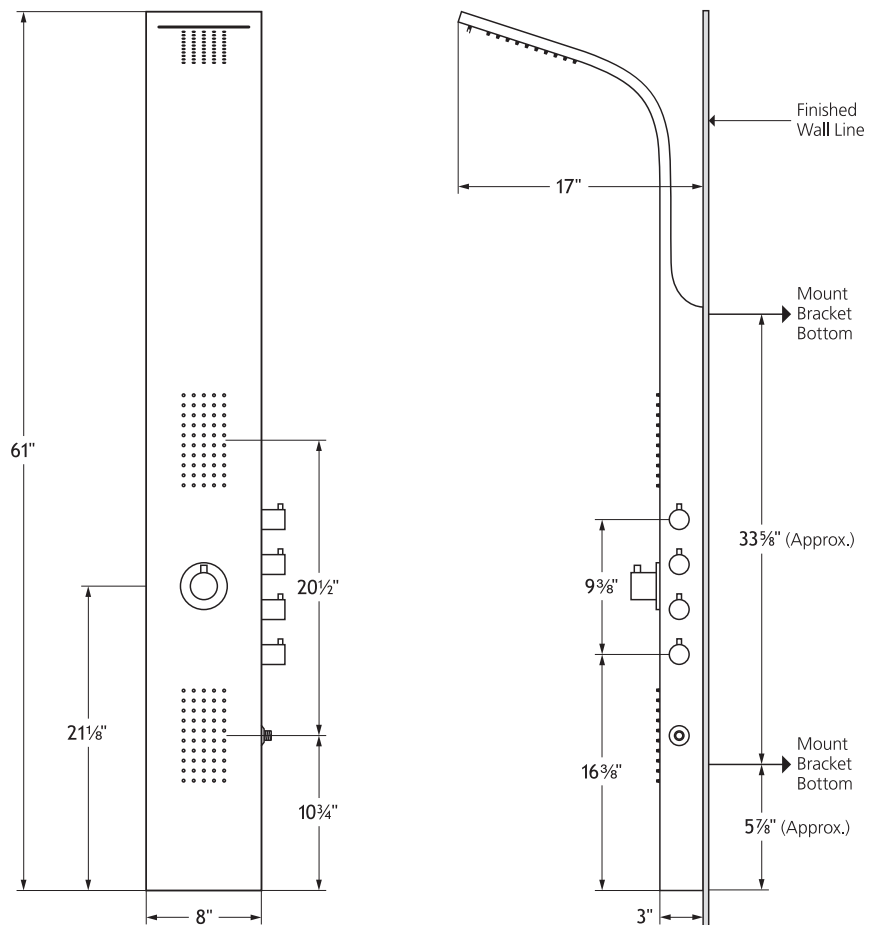 61"
20½"
21⅛"
10¾"
8"
Finished
Wall Line
17"
Mount
Bracket
Bottom
33⅝" (Approx.)
9⅜"
16⅜"
Mount
Bracket
Bottom
5⅞" (Approx.)
3"